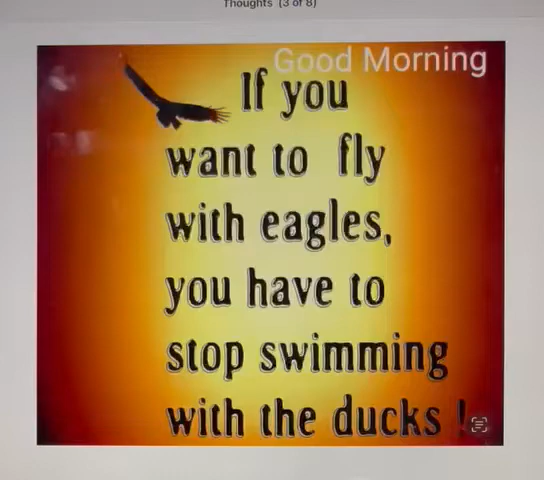 Thoughts (3 of 8)
Good Morning
If you
want to fly
with eagles,
you have to
stop swimming
with the ducks !